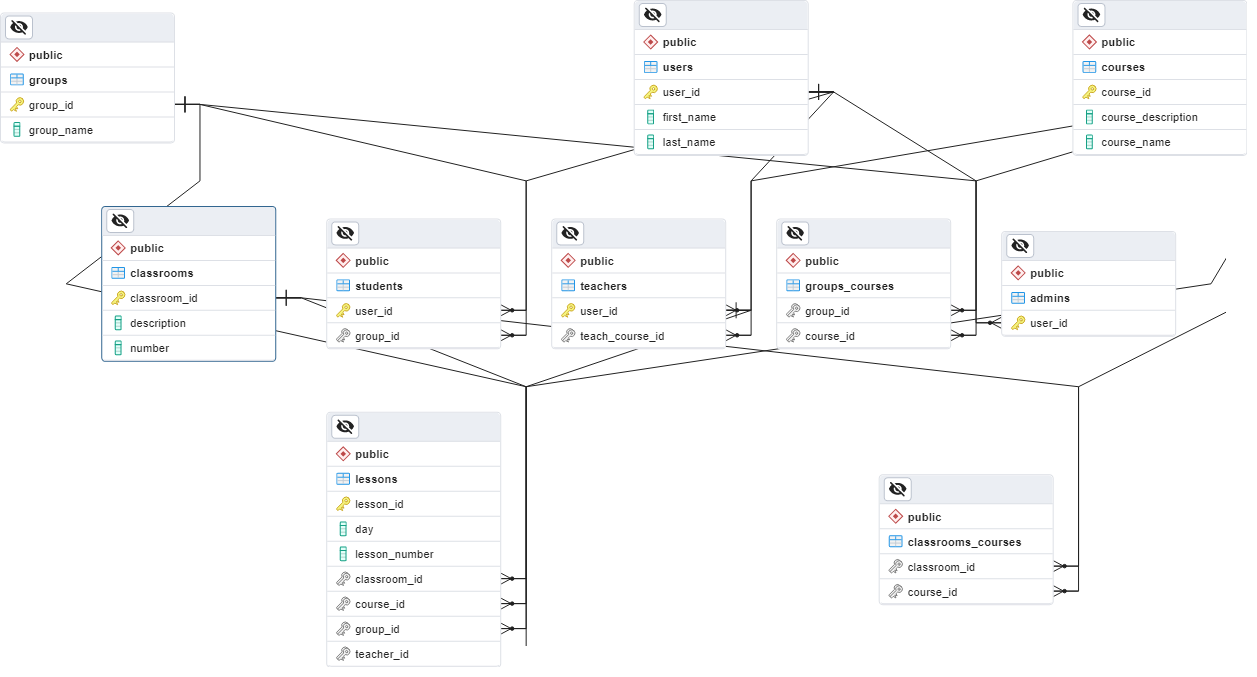 public
groups
group_id
group_name
public
users
user_id
first_name
last_name
public
courses
course_id
course_description
course_name
public
classrooms
classroom_id
description
number
public
students
user_id
group_id
public
teachers
user_id
teach_course_id
public
groups_courses
group_id
course_id
public
admins
user_id
public
lessons
lesson_id
day
lesson_number
classroom_id
course_id
group_id
teacher_id
public
classrooms_courses
classroom_id
course_id